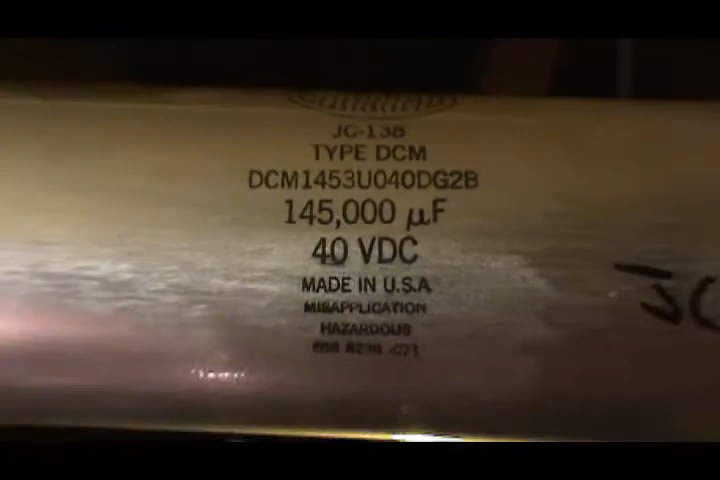 JC-138
TYPE DCM
DCM1453U040DG2B
145,000 µF
40 VDC
MADE IN U.S.A.
MISAPPLICATION
HAZARDOUS